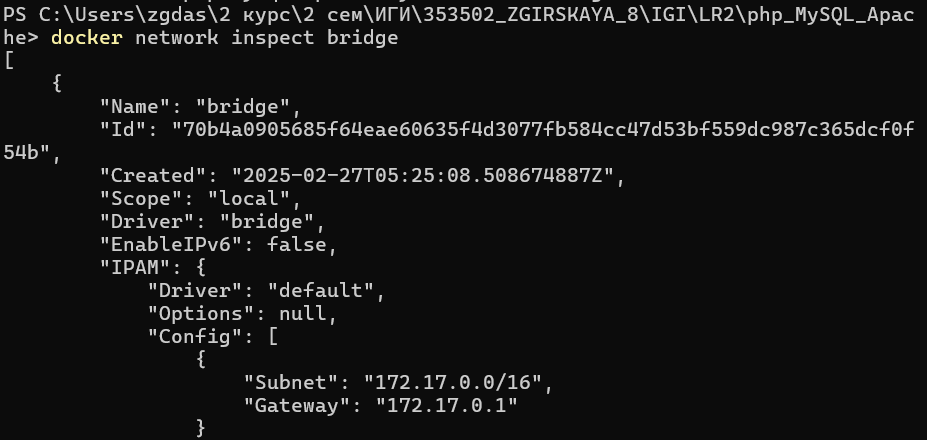 PS C:\Users\zgdas\2 курс\2 сем\ИГИ\353502_ZGIRSKAYA_8\IGI\LR2\php_MySQL_Apac
he> docker network inspect bridge
[
    {
        "Name": "bridge",
        "Id": "70b4a0905685f64eae60635f4d3077fb584cc47d53bf559dc987c365dcf0f
54b",
        "Created": "2025-02-27T05:25:08.508674887Z",
        "Scope": "local",
        "Driver": "bridge",
        "EnableIPv6": false,
        "IPAM": {
            "Driver": "default",
            "Options": null,
            "Config": [
                {
                    "Subnet": "172.17.0.0/16",
                    "Gateway": "172.17.0.1"
                }